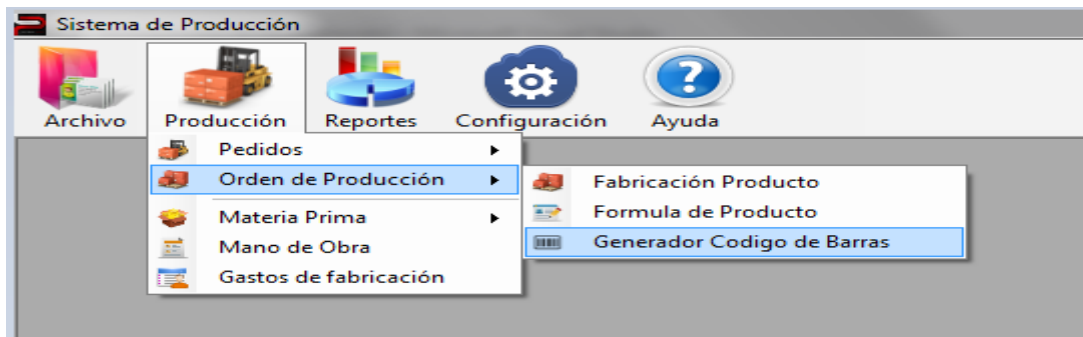 Sistema de Producción
Archivo Producción Reportes Configuración Ayuda
Pedidos
Orden de Producción
Materia Prima
Mano de Obra
Gastos de fabricación
Fabricación Producto
Formula de Producto
Generador Codigo de Barras